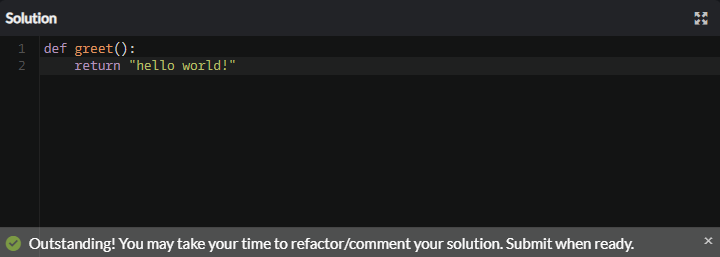 Solution
1 def greet():
2     return "hello world!"
Outstanding! You may take your time to refactor/comment your solution. Submit when ready.